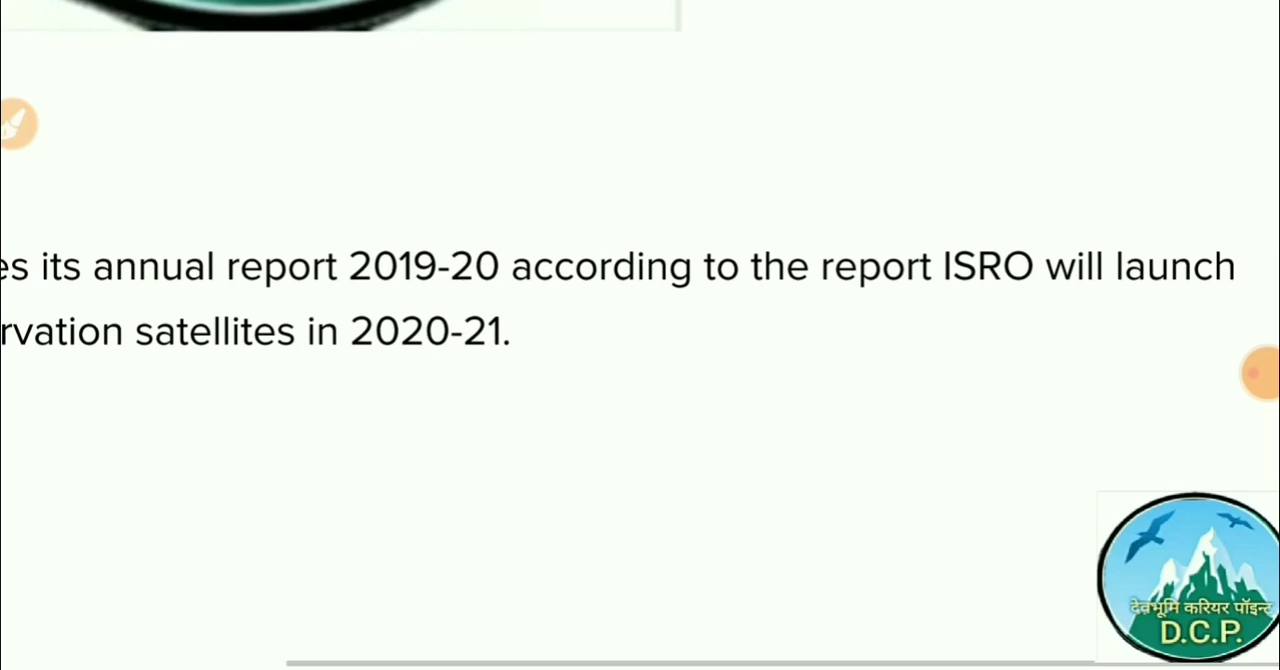 es its annual report 2019-20 according to the report ISRO will launch
rvation satellites in 2020-21.
देवभूमि करियर पॉइन्ट
D.C.P.